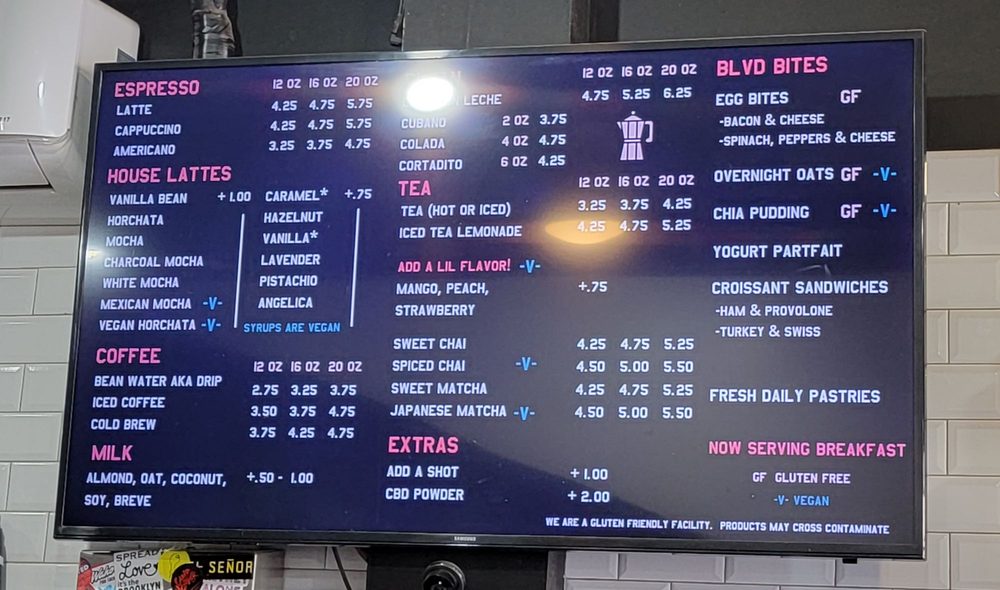 ESPRESSO 12 OZ 16 OZ 20 OZ
LATTE 4.25 4.75 5.75
CAPPUCCINO 4.25 4.75 5.75
AMERICANO 3.25 3.75 4.75
HOUSE LATTES
VANILLA BEAN +1.00
HORCHATA
MOCHA
CHARCOAL MOCHA
WHITE MOCHA
MEXICAN MOCHA -V-
VEGAN HORCHATA -V-
CARAMEL* +.75
HAZELNUT
VANILLA*
LAVENDER
PISTACHIO
ANGELICA
SYRUPS ARE VEGAN
COFFEE 12 OZ 16 OZ 20 OZ
BEAN WATER AKA DRIP 2.75 3.25 3.75
ICED COFFEE 3.50 3.75 4.75
COLD BREW 3.75 4.25 4.75
MILK
ALMOND, OAT, COCONUT, +.50 - 1.00
SOY, BREVE
12 OZ 16 OZ 20 OZ
LECHE 4.75 5.25 6.25
CUBANO 2 OZ 3.75
COLADA 4 OZ 4.75
CORTADITO 6 OZ 4.25
TEA 12 OZ 16 OZ 20 OZ
TEA (HOT OR ICED) 3.25 3.75 4.25
ICED TEA LEMONADE 4.25 4.75 5.25
ADD A LIL FLAVOR! -V-
MANGO, PEACH, +.75
STRAWBERRY
SWEET CHAI 4.25 4.75 5.25
SPICED CHAI -V- 4.50 5.00 5.50
SWEET MATCHA 4.25 4.75 5.25
JAPANESE MATCHA -V- 4.50 5.00 5.50
EXTRAS
ADD A SHOT +1.00
CBD POWDER +2.00
BLVD BITES
EGG BITES GF
-BACON & CHEESE
-SPINACH, PEPPERS & CHEESE
OVERNIGHT OATS GF -V-
CHIA PUDDING GF -V-
YOGURT PARTFAIT
CROISSANT SANDWICHES
-HAM & PROVOLONE
-TURKEY & SWISS
FRESH DAILY PASTRIES
NOW SERVING BREAKFAST
GF GLUTEN FREE
-V- VEGAN
WE ARE A GLUTEN FRIENDLY FACILITY. PRODUCTS MAY CROSS CONTAMINATE
SAMSUNG
SPREAD
Love
it's the
BROOKLYN
SEÑOR